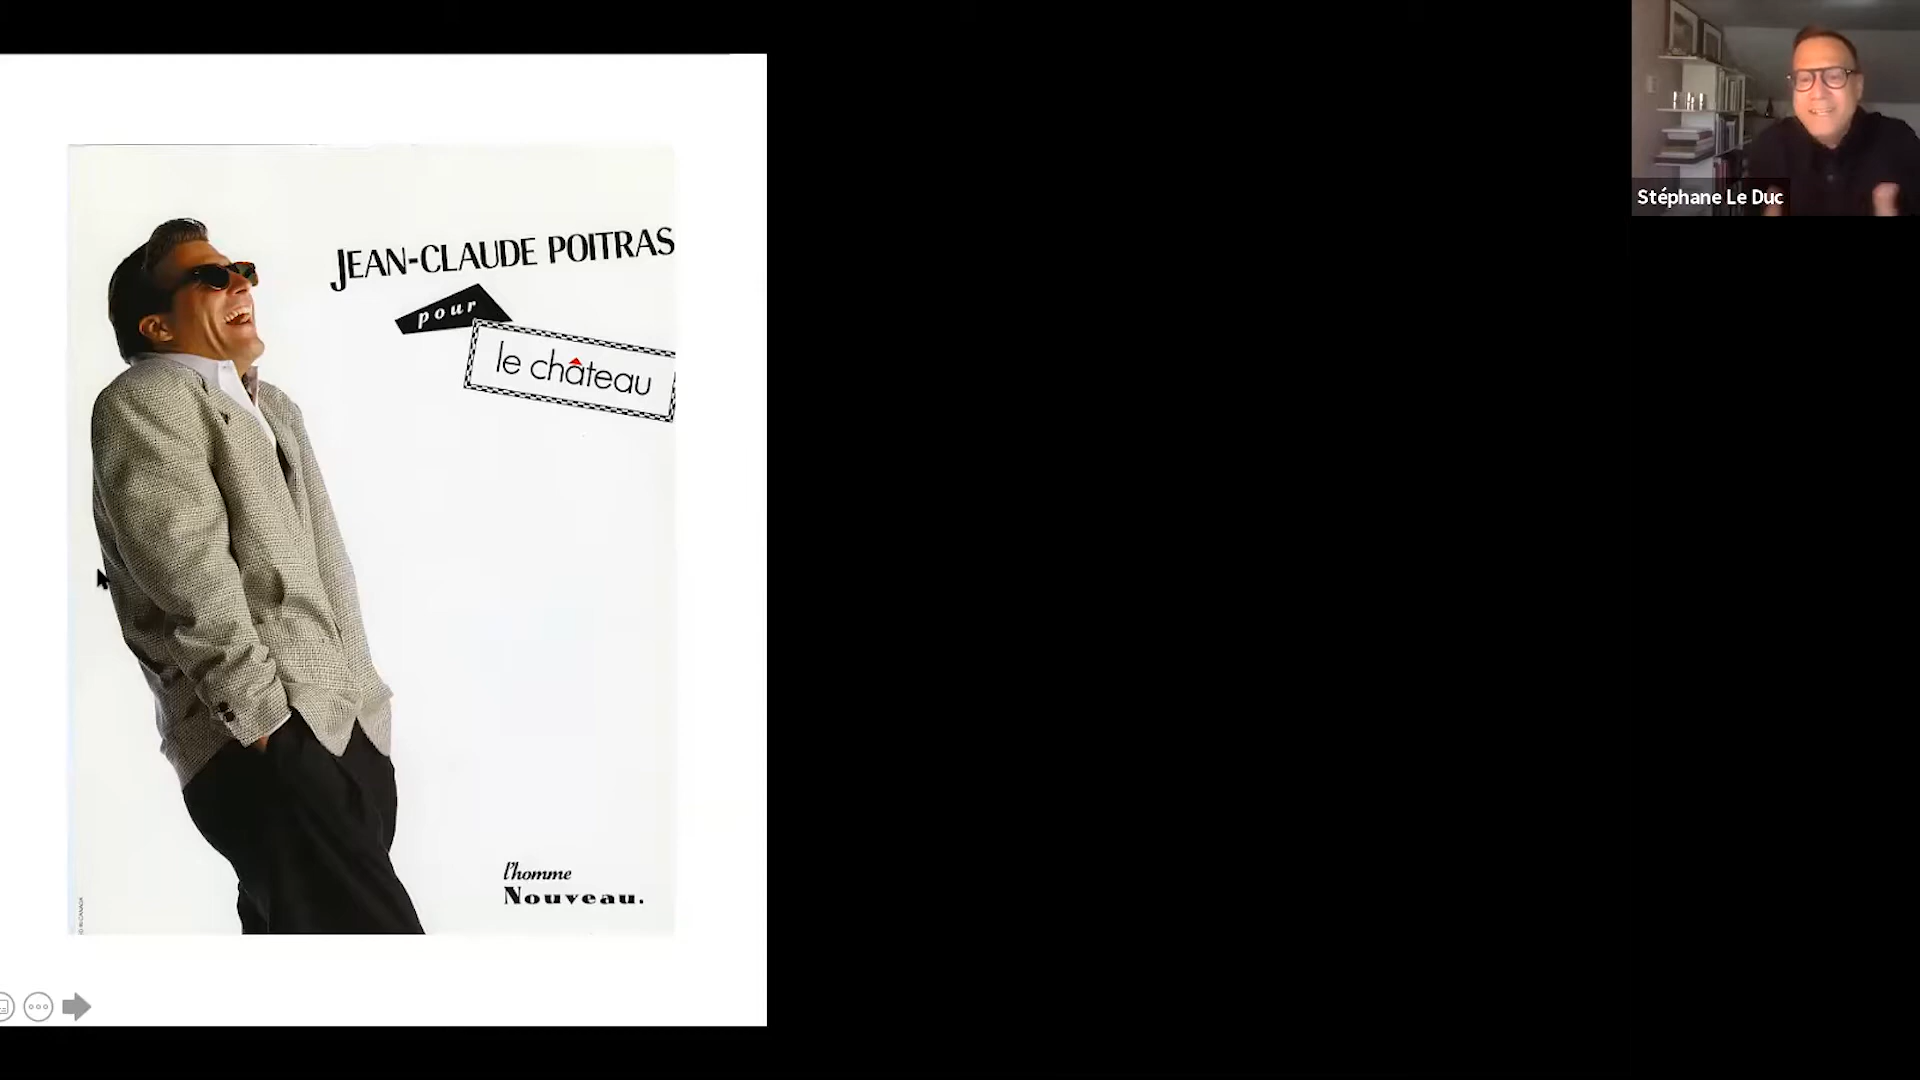 Stéphane Le Duc
JEAN-CLAUDE POITRAS
pour
le château
l'homme
Nouveau.